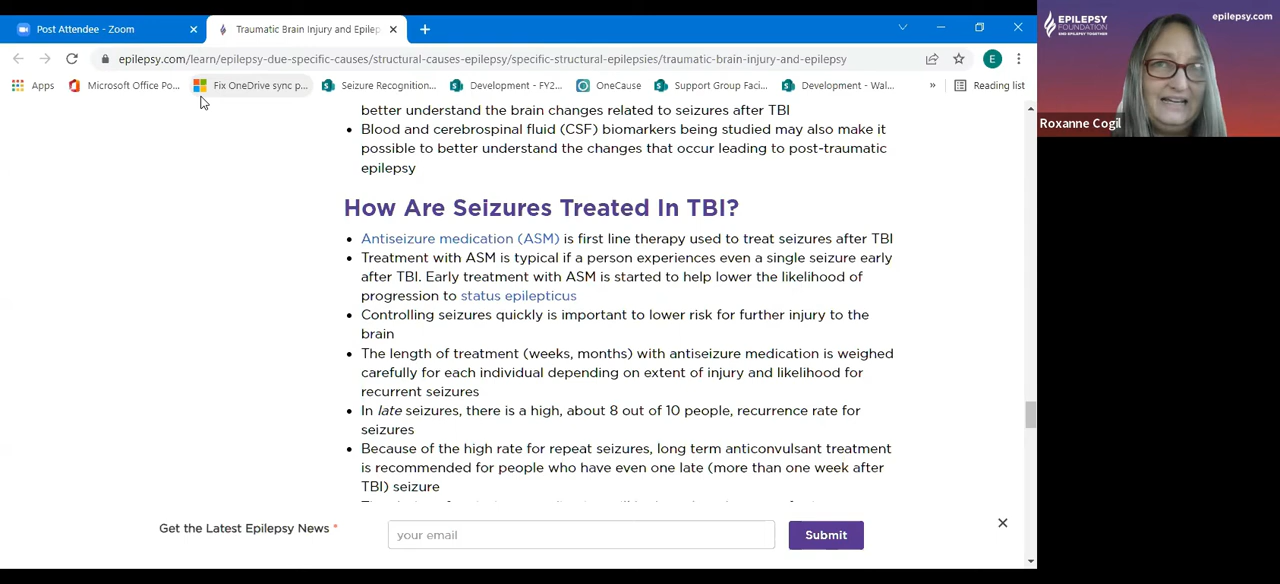 Post Attendee - Zoom
Traumatic Brain Injury and Epilep
epilepsy.com/learn/epilepsy-due-specific-causes/structural-causes-epilepsy/specific-structural-epilepsies/traumatic-brain-injury-and-epilepsy
E
Apps
Microsoft Office Po...
Fix OneDrive sync p...
Seizure Recognition...
Development - FY2...
OneCause
Support Group Faci...
Development - Wal...
»
Reading list
better understand the brain changes related to seizures after TBI
• Blood and cerebrospinal fluid (CSF) biomarkers being studied may also make it
possible to better understand the changes that occur leading to post-traumatic
epilepsy
How Are Seizures Treated In TBI?
• Antiseizure medication (ASM) is first line therapy used to treat seizures after TBI
• Treatment with ASM is typical if a person experiences even a single seizure early
after TBI. Early treatment with ASM is started to help lower the likelihood of
progression to status epilepticus
• Controlling seizures quickly is important to lower risk for further injury to the
brain
• The length of treatment (weeks, months) with antiseizure medication is weighed
carefully for each individual depending on extent of injury and likelihood for
recurrent seizures
• In late seizures, there is a high, about 8 out of 10 people, recurrence rate for
seizures
• Because of the high rate for repeat seizures, long term anticonvulsant treatment
is recommended for people who have even one late (more than one week after
TBI) seizure
Get the Latest Epilepsy News *
your email
Submit
EPILEPSY
FOUNDATION
END EPILEPSY TOGETHER
epilepsy.com
Roxanne Cogil